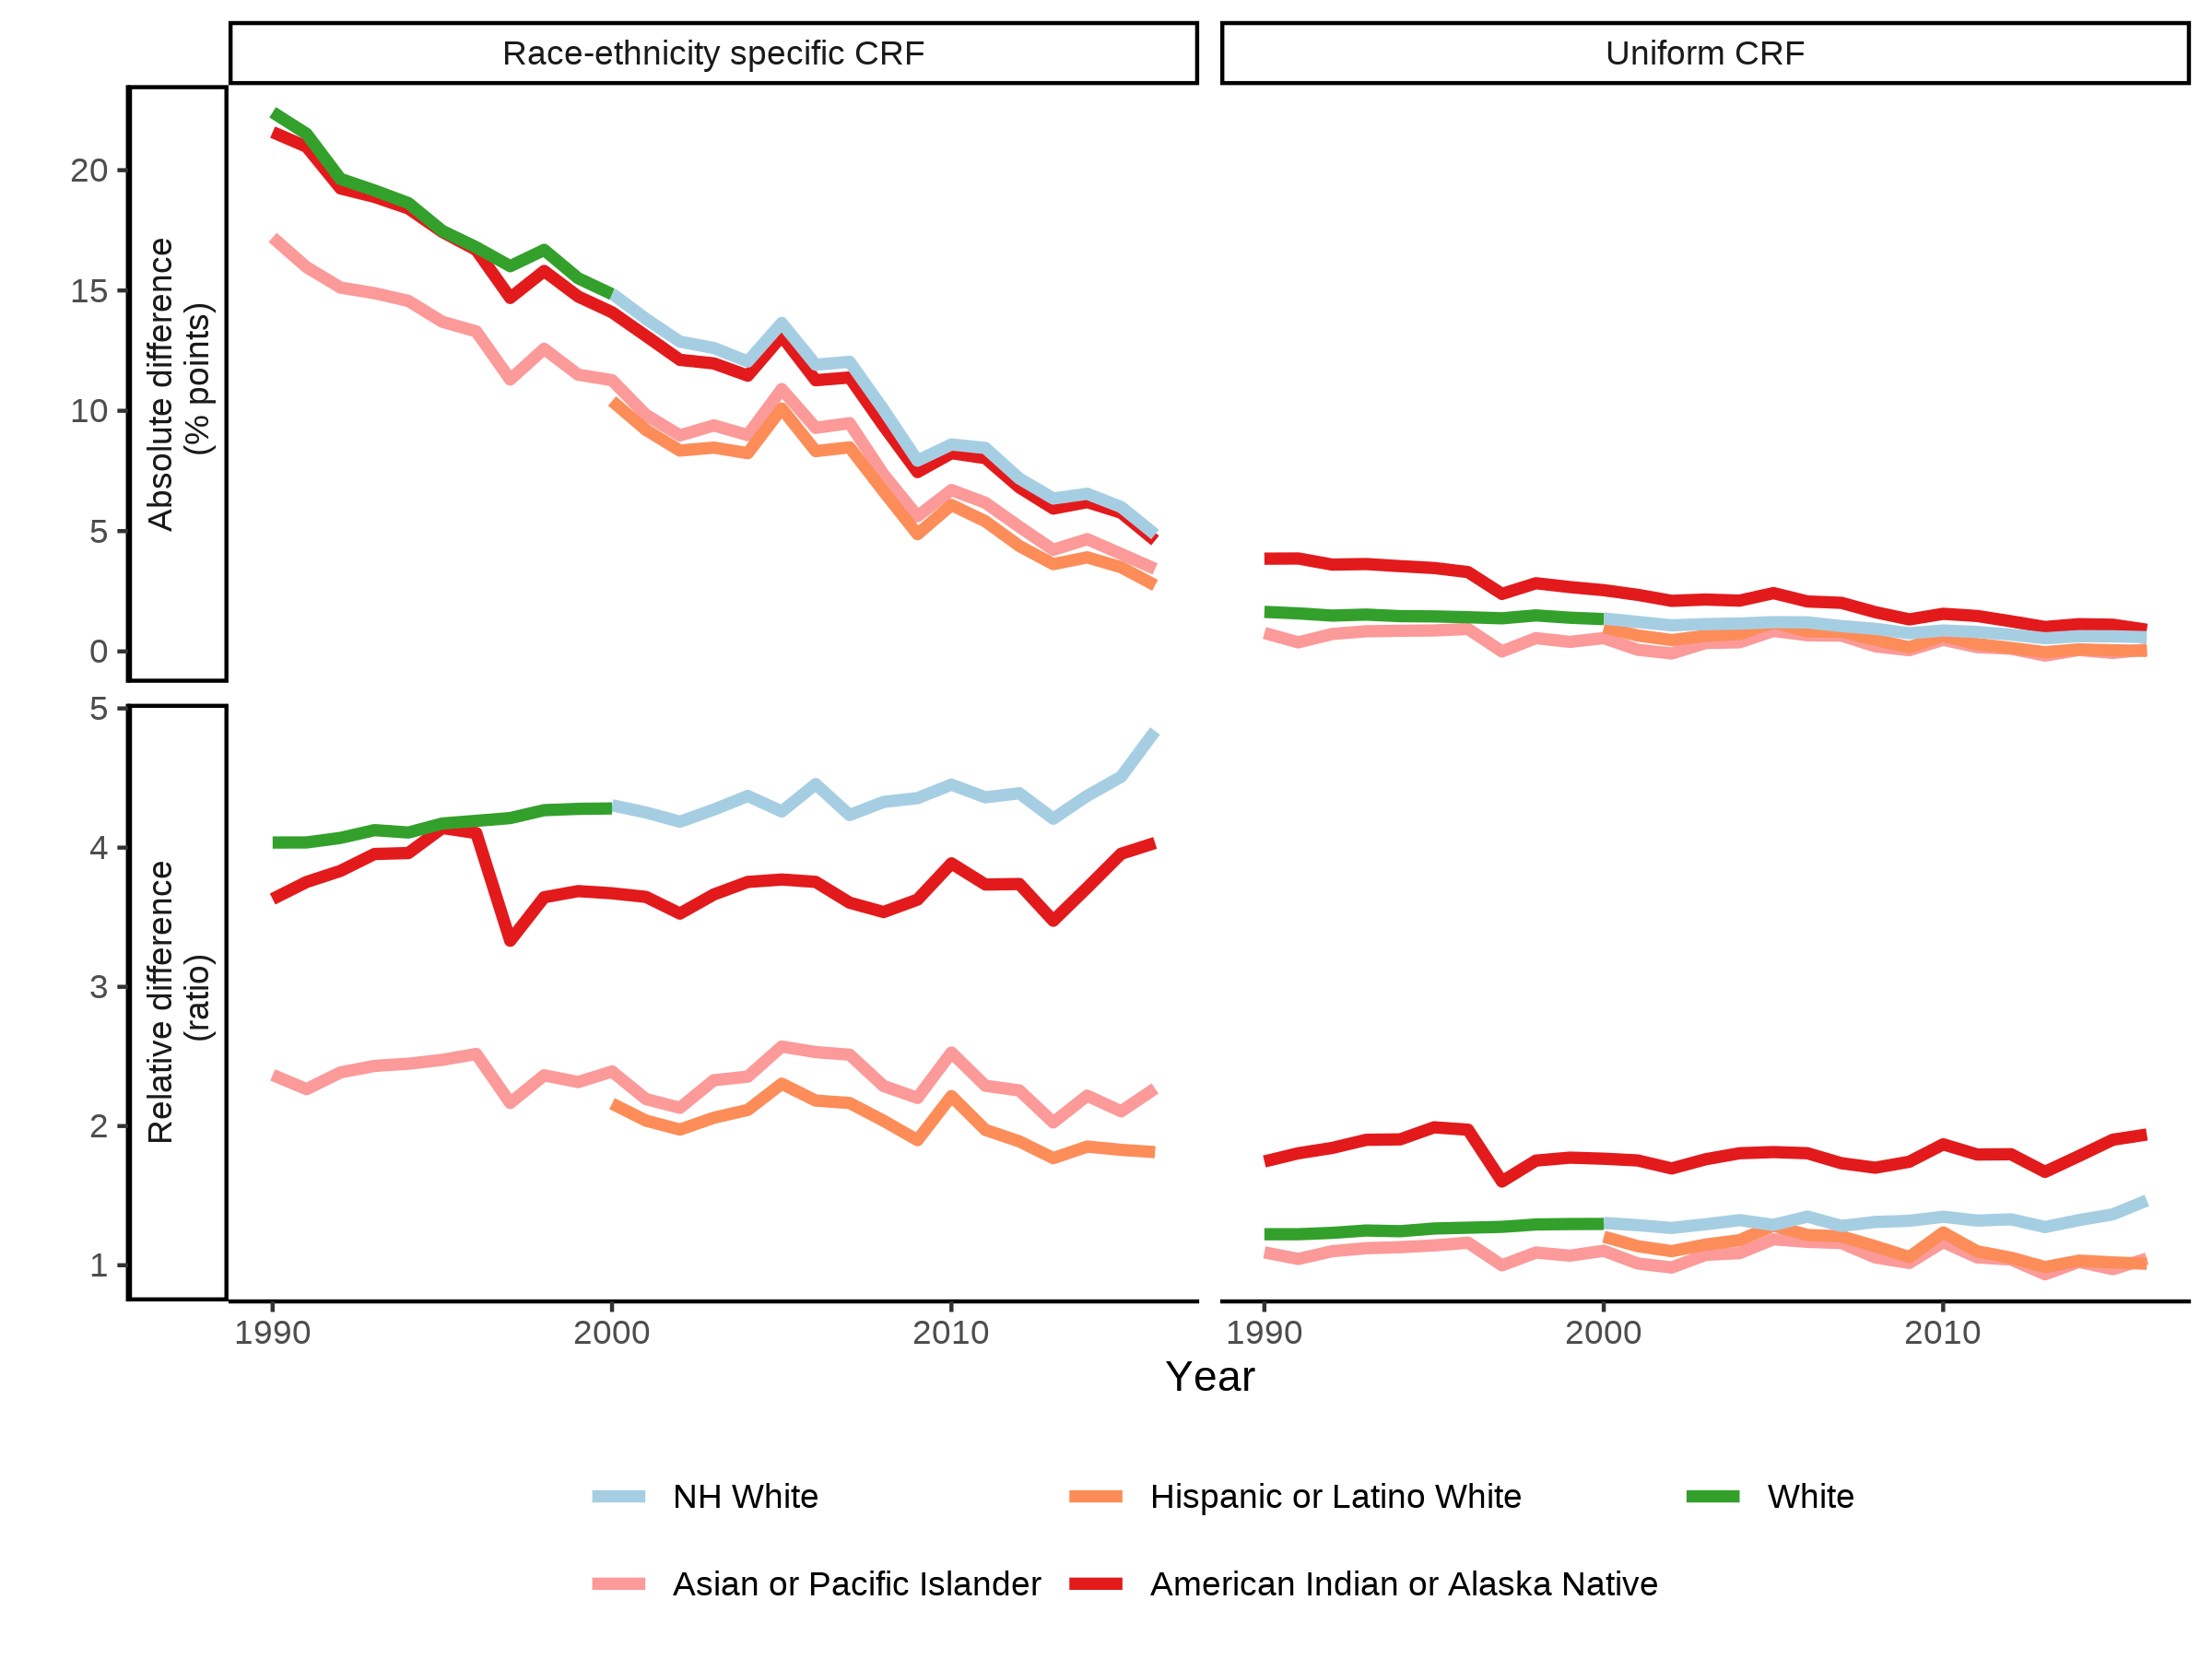 Race-ethnicity specific CRF
Uniform CRF
Absolute difference
(% points)
20
15
10
5
0
Relative difference
(ratio)
5
4
3
2
1
1990
2000
2010
1990
2000
2010
Year
NH White
Hispanic or Latino White
White
Asian or Pacific Islander
American Indian or Alaska Native